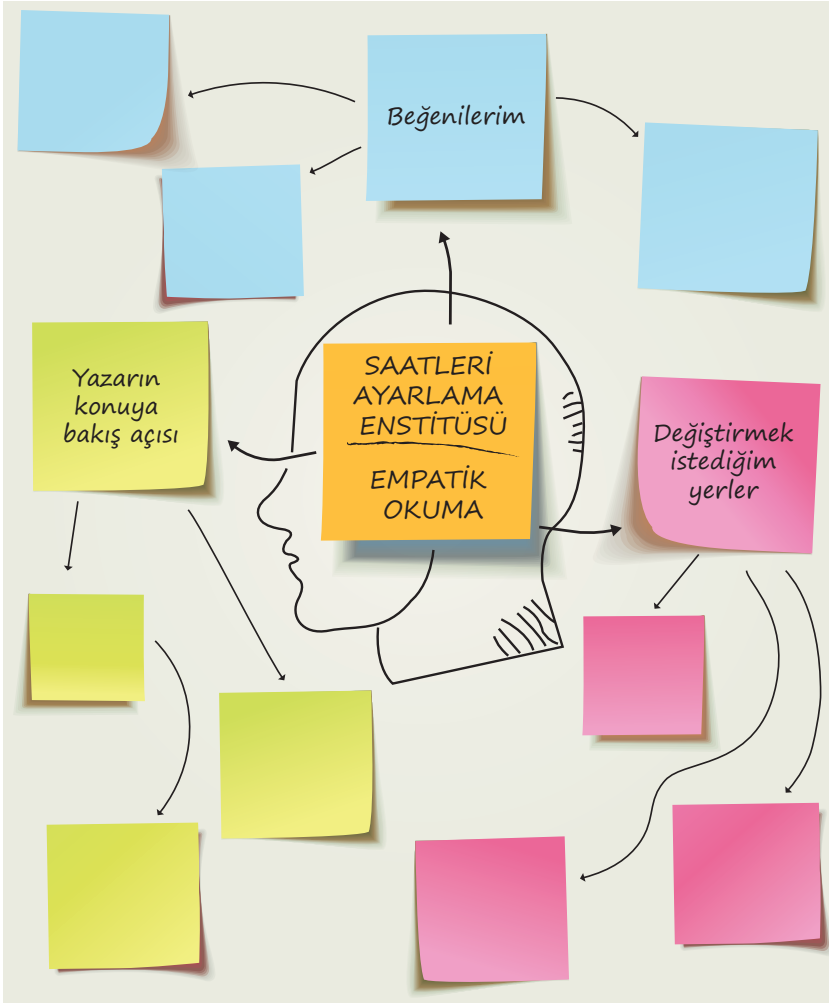 Beğenilerim
SAATLERİ
AYARLAMA
ENSTİTÜSÜ
EMPATİK
OKUMA
Yazarın
konuya
bakış açısı
Değiştirmek
istediğim
yerler